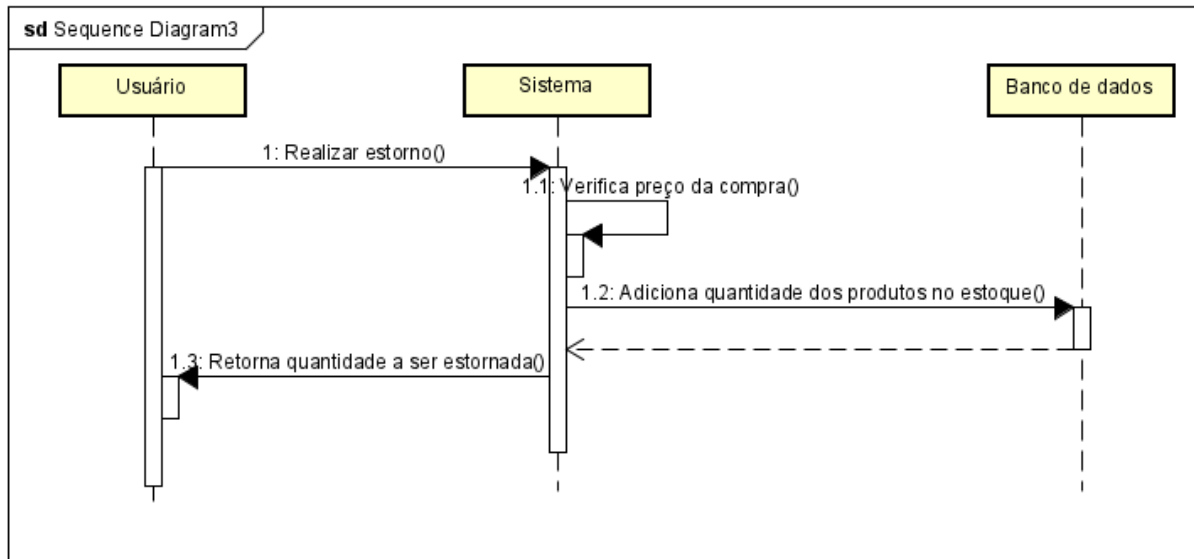 sd Sequence Diagram3
Usuário
Sistema
Banco de dados
1: Realizar estorno()
1.1: Verifica preço da compra()
1.2: Adiciona quantidade dos produtos no estoque()
1.3: Retorna quantidade a ser estornada()